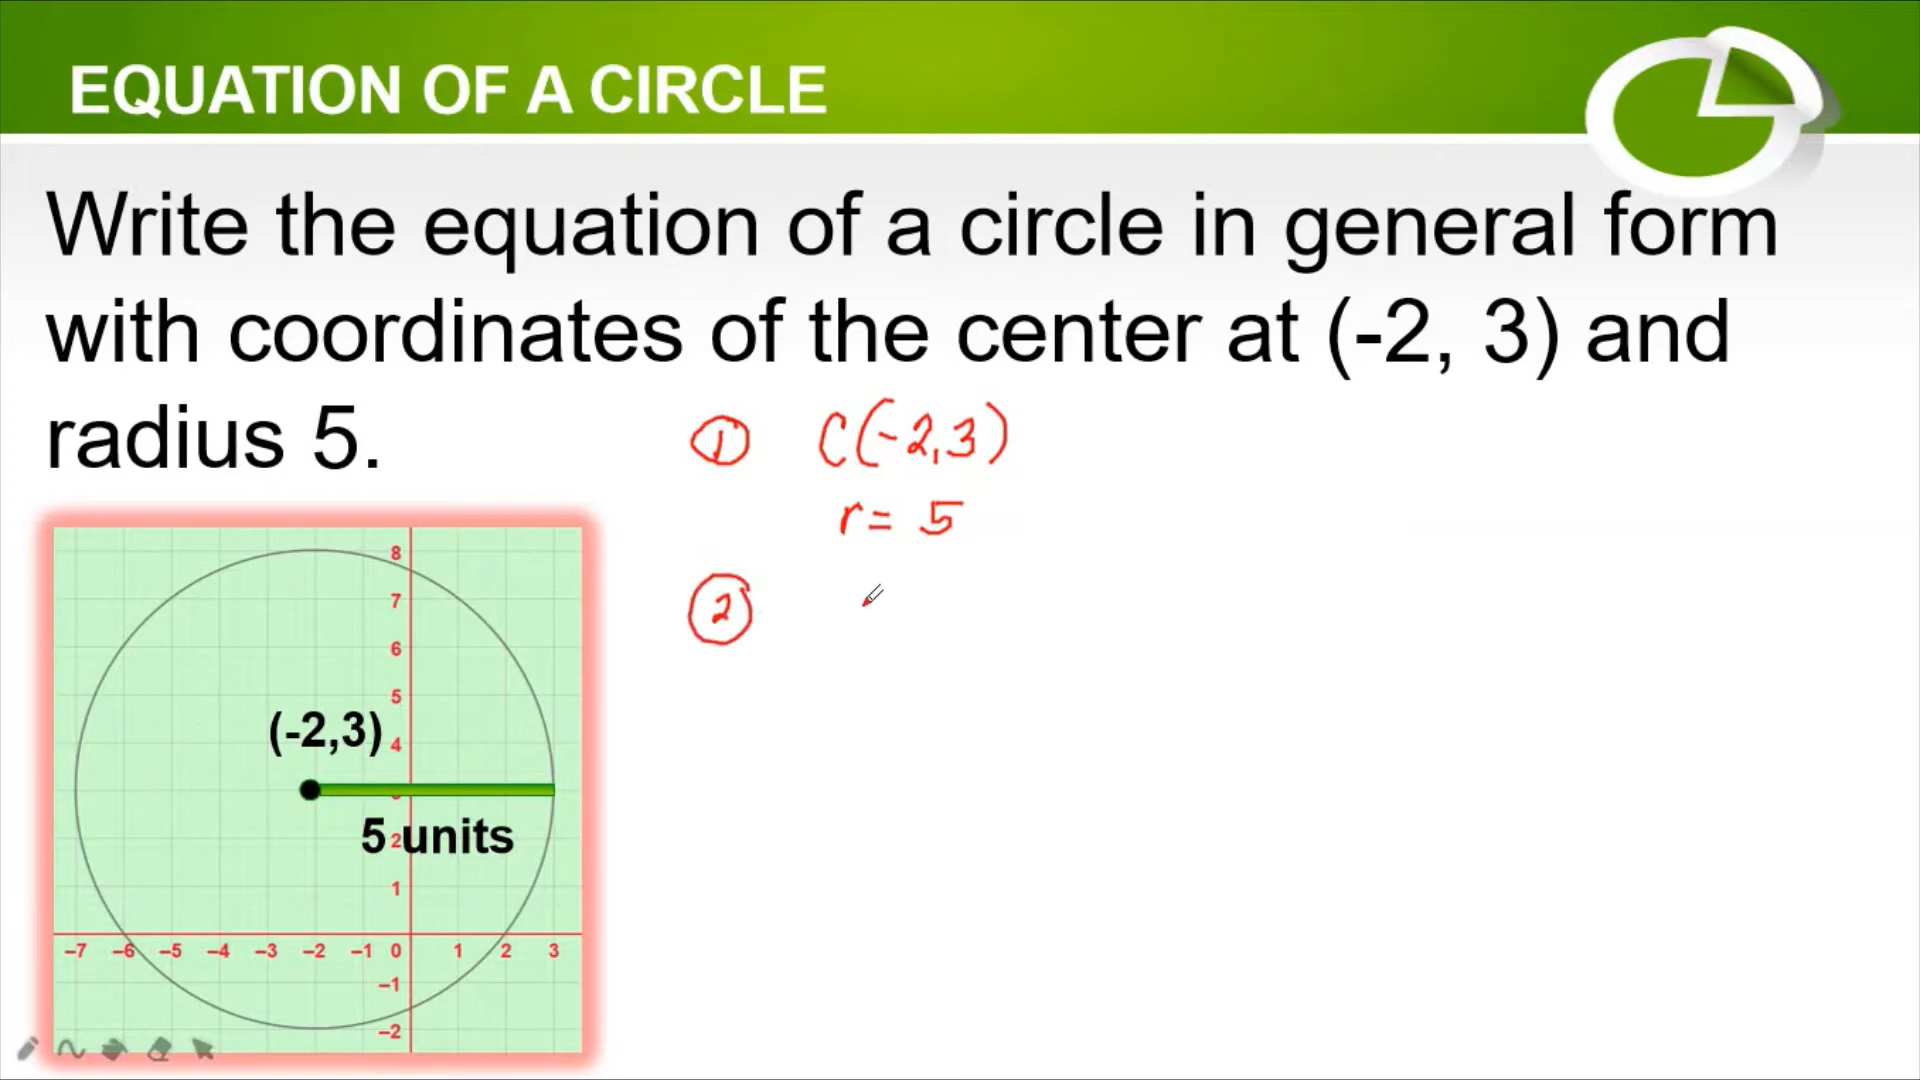 EQUATION OF A CIRCLE
Write the equation of a circle in general form
with coordinates of the center at (-2, 3) and
radius 5.
① C(-2,3)
r = 5
②
8
7
6
5
(-2,3) 4
5 units
2
1
–7 –6 –5 –4 –3 –2 –1 0 1 2 3
–1
–2